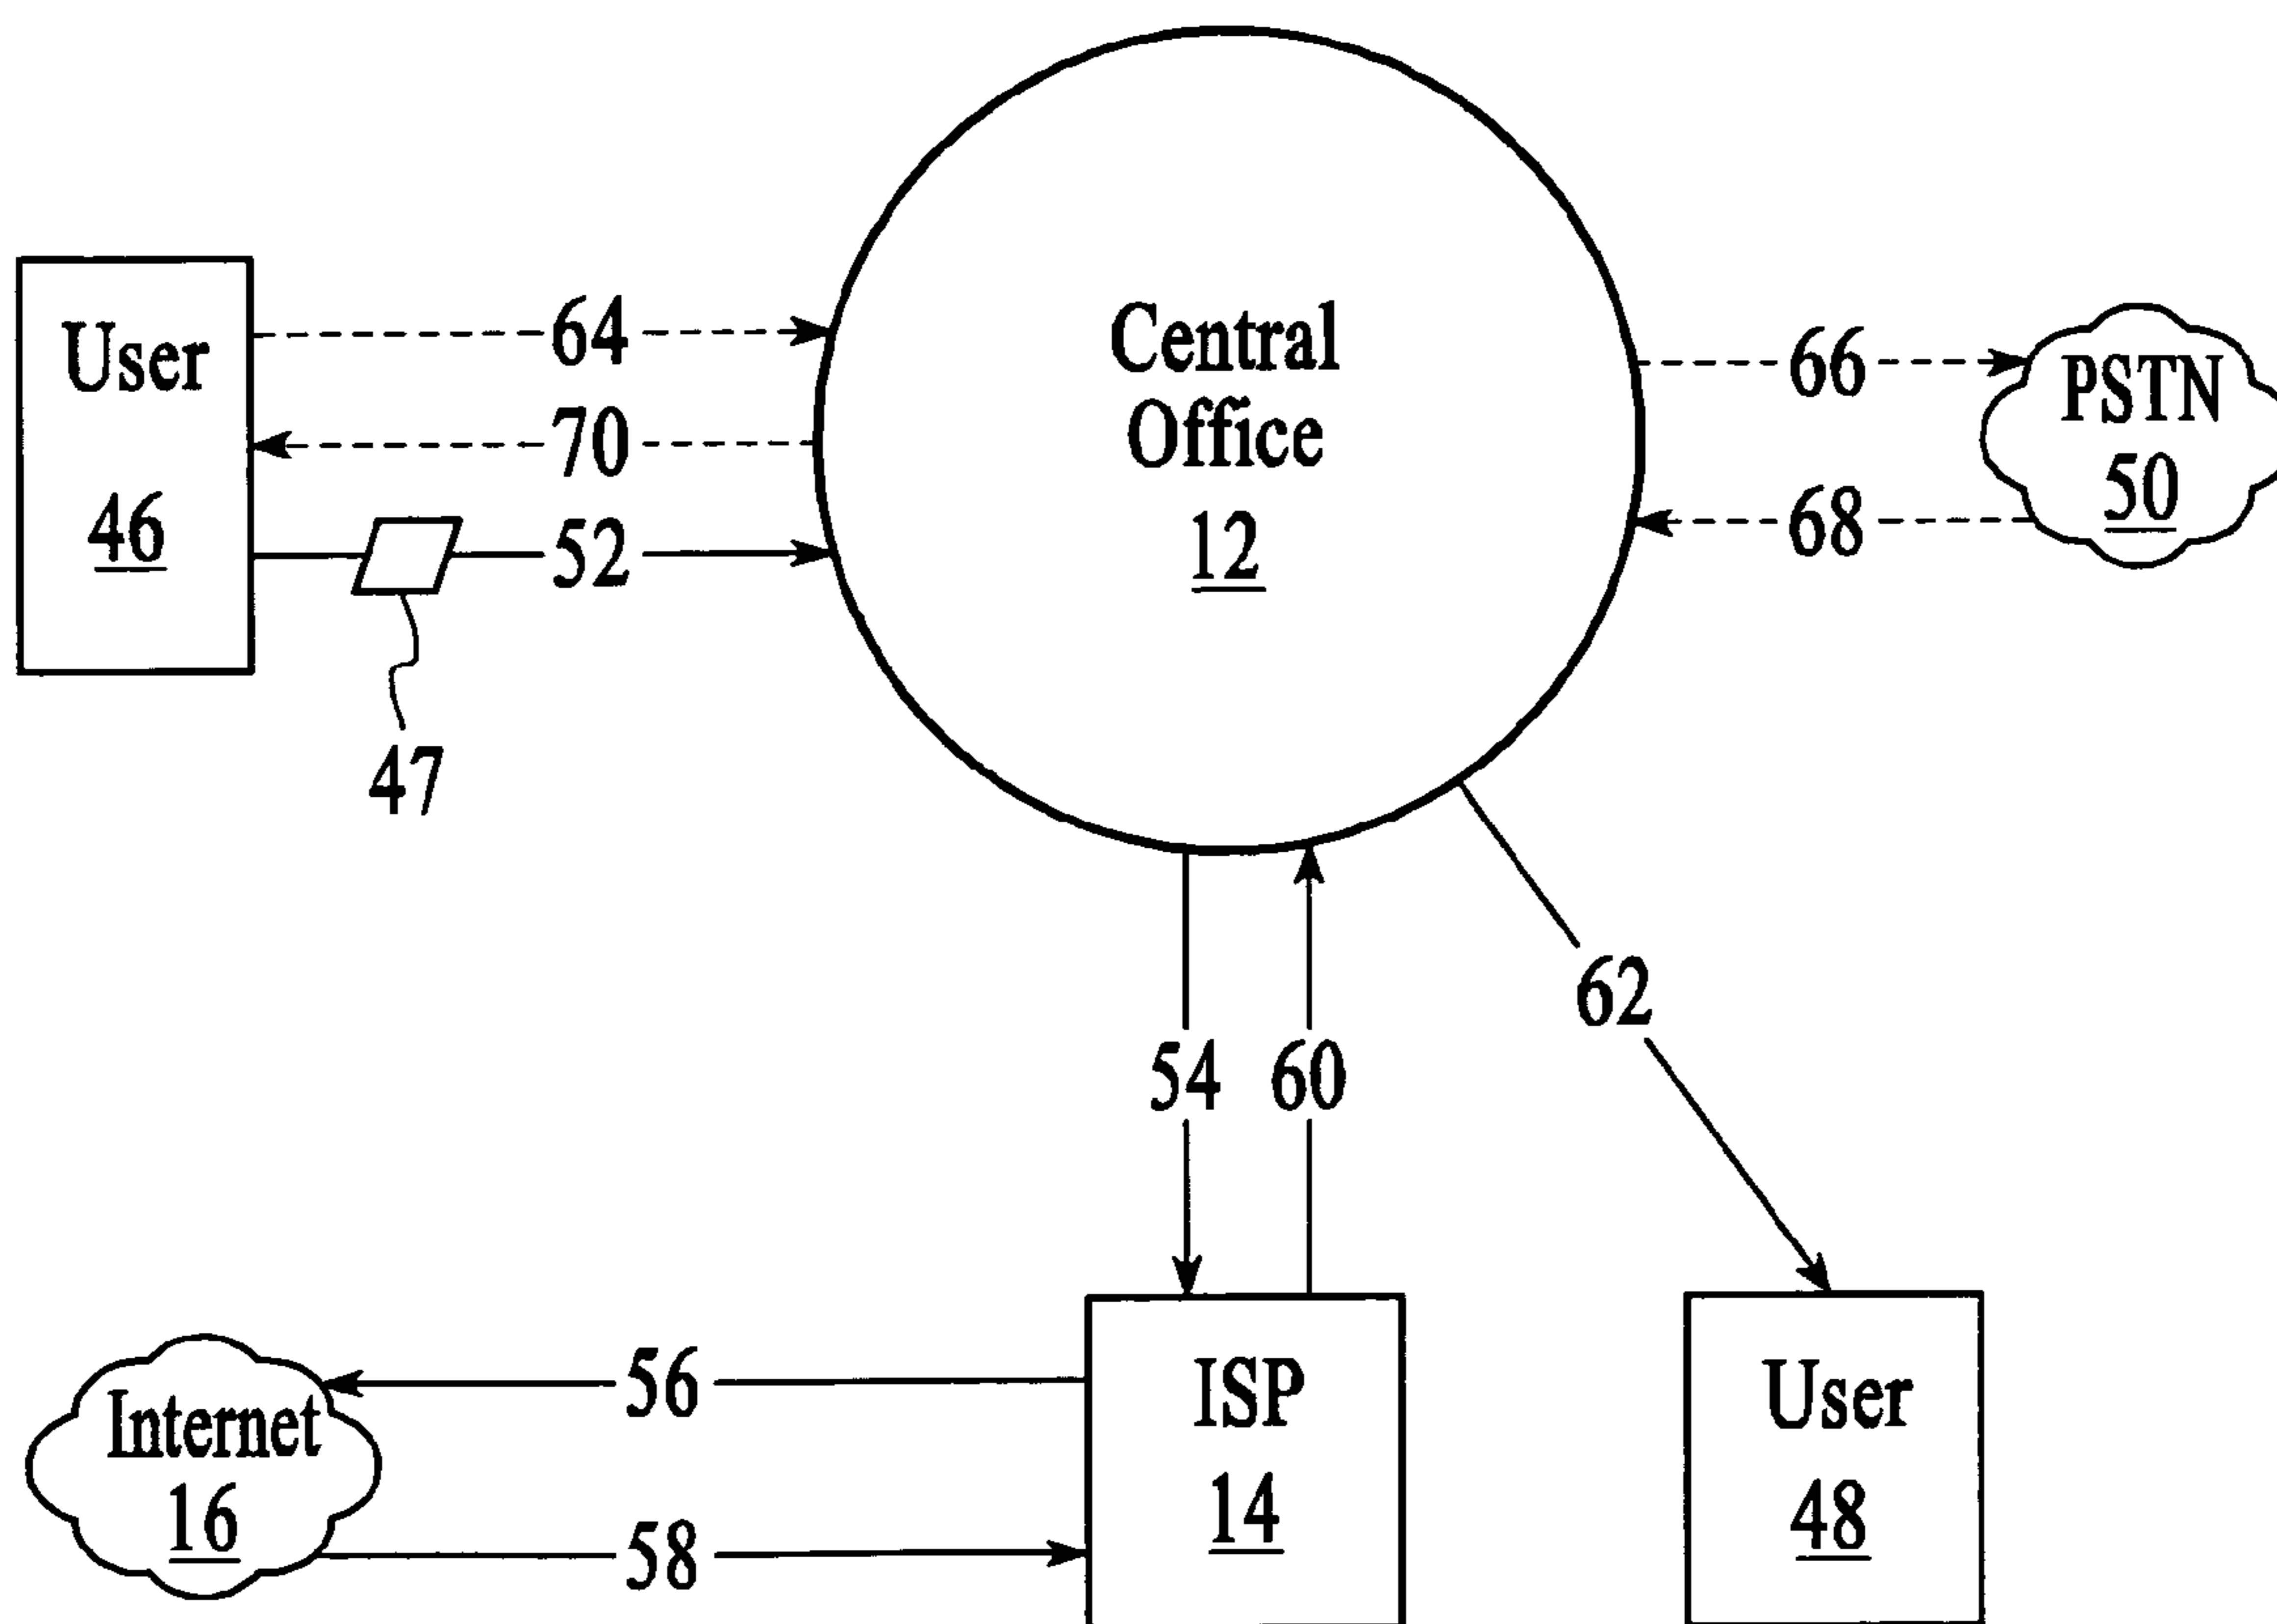 User
46
64
70
52
47
Central
Office
12
66
68
PSTN
50
54
60
62
Internet
16
56
58
ISP
14
User
48